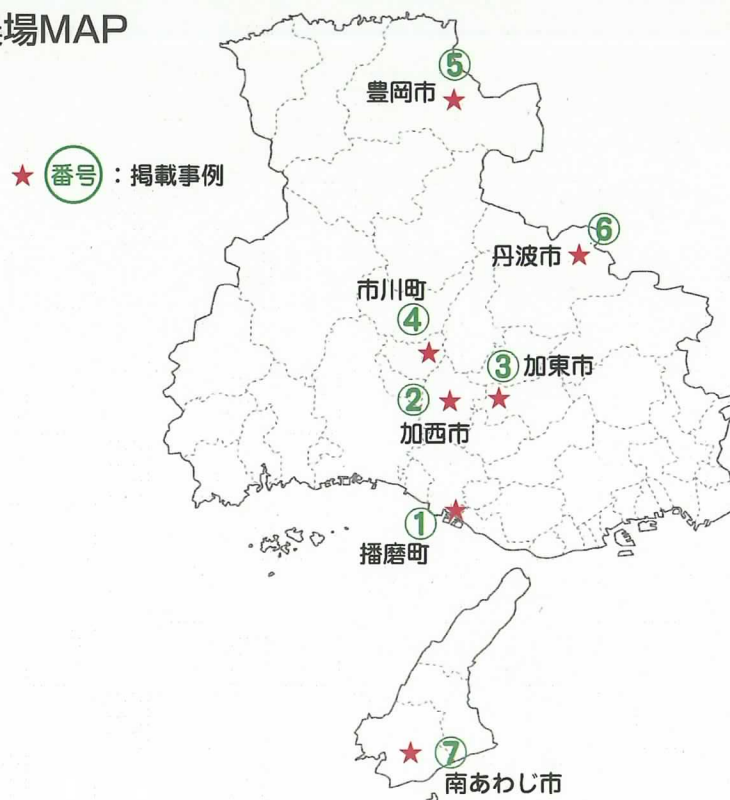 場MAP
★ 番号 : 掲載事例
⑤
豊岡市
⑥
丹波市
市川町
④
③ 加東市
②
加西市
①
播磨町
⑦
南あわじ市